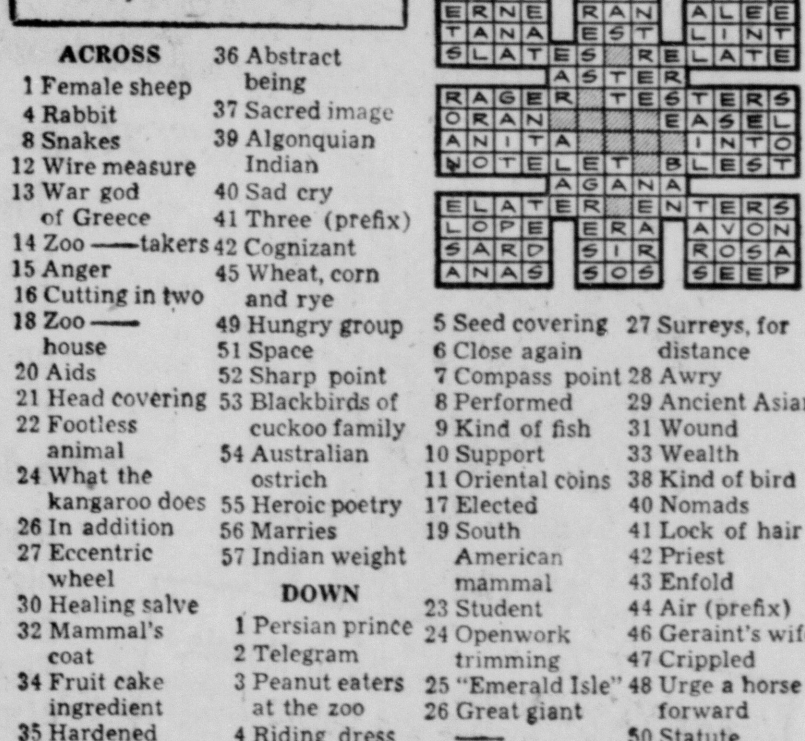 ACROSS
1 Female sheep
4 Rabbit
8 Snakes
12 Wire measure
13 War god
of Greece
14 Zoo —takers
15 Anger
16 Cutting in two
18 Zoo —
house
20 Aids
21 Head covering
22 Footless
animal
24 What the
kangaroo does
26 In addition
27 Eccentric
wheel
30 Healing salve
32 Mammal's
coat
34 Fruit cake
ingredient
35 Hardened
36 Abstract
being
37 Sacred image
39 Algonquian
Indian
40 Sad cry
41 Three (prefix)
42 Cognizant
45 Wheat, corn
and rye
49 Hungry group
51 Space
52 Sharp point
53 Blackbirds of
cuckoo family
54 Australian
ostrich
55 Heroic poetry
56 Marries
57 Indian weight
DOWN
1 Persian prince
2 Telegram
3 Peanut eaters
at the zoo
4 Riding dress
ERNE RAN ALEE
TANA EST LINT
SLATES RELATE
ASTER
RAGER TESTERS
ORAN EASEL
ANITA INTO
NOTELET BLEST
AGANA
ELATER ENTERS
LOPE ERA AVON
SARD SIR ROSA
ANAS SOS SEEP
5 Seed covering
6 Close again
7 Compass point
8 Performed
9 Kind of fish
10 Support
11 Oriental coins
17 Elected
19 South
American
mammal
23 Student
24 Openwork
trimming
25 "Emerald Isle"
26 Great giant
27 Surreys, for
distance
28 Awry
29 Ancient Asian
31 Wound
33 Wealth
38 Kind of bird
40 Nomads
41 Lock of hair
42 Priest
43 Enfold
44 Air (prefix)
46 Geraint's wif
47 Crippled
48 Urge a horse
forward
50 Statute